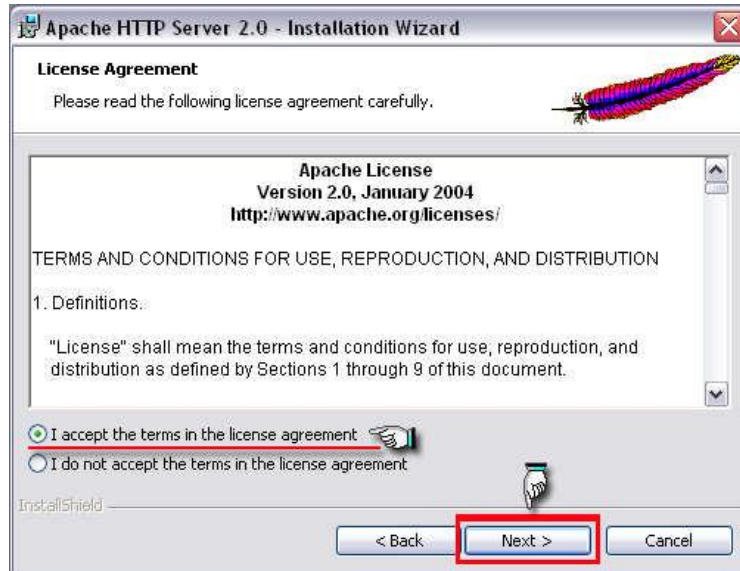 Apache HTTP Server 2.0 - Installation Wizard
License Agreement
Please read the following license agreement carefully.
Apache License
Version 2.0, January 2004
http://www.apache.org/licenses/
TERMS AND CONDITIONS FOR USE, REPRODUCTION, AND DISTRIBUTION
1. Definitions.
"License" shall mean the terms and conditions for use, reproduction, and
distribution as defined by Sections 1 through 9 of this document.
I accept the terms in the license agreement
I do not accept the terms in the license agreement
InstallShield
< Back Next > Cancel